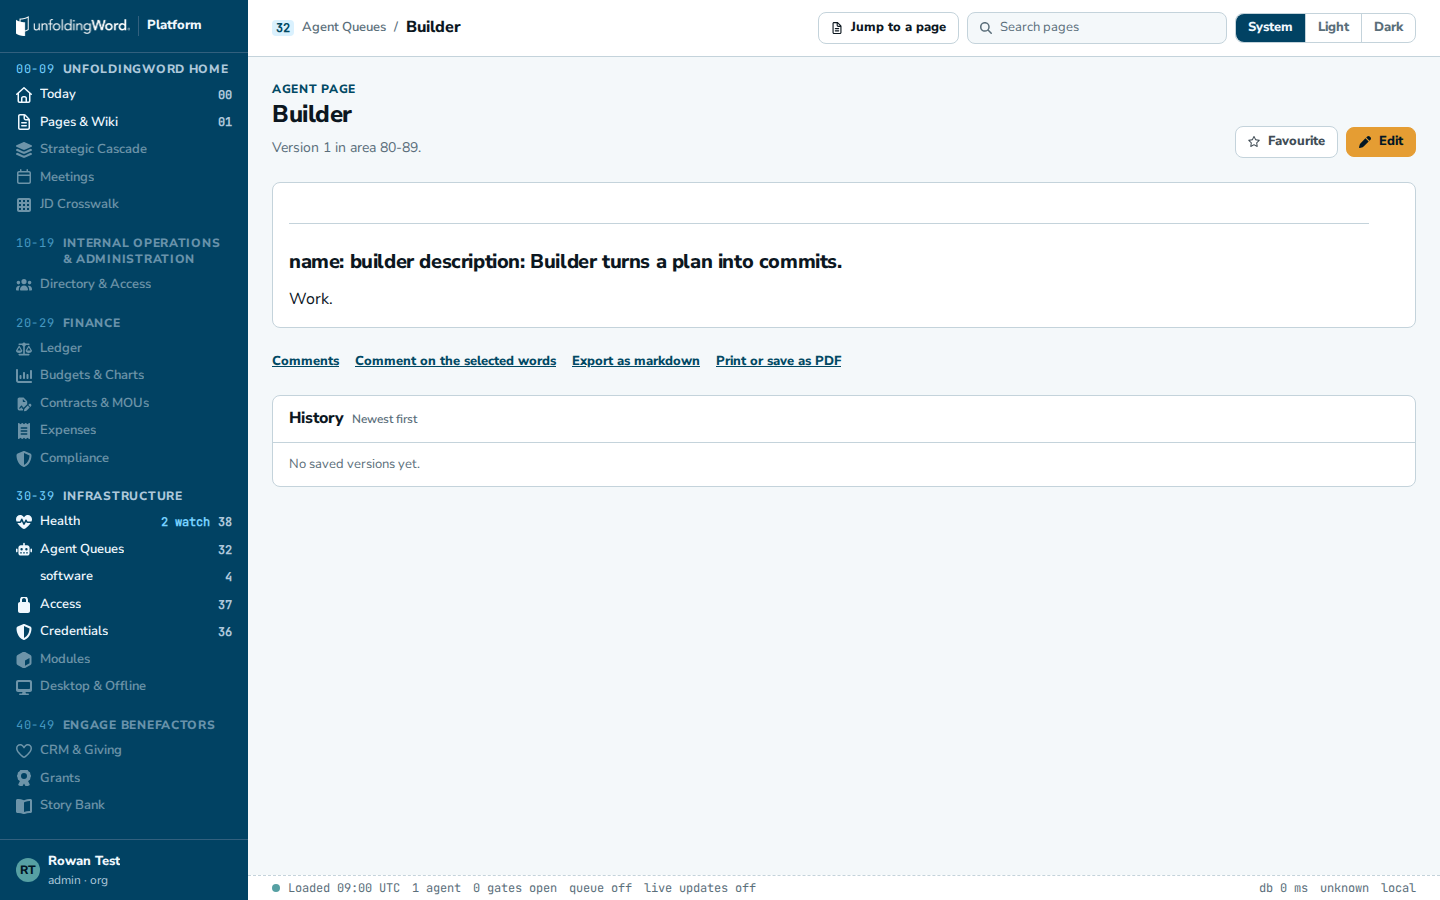 unfoldingWord Platform
00-09 UNFOLDINGWORD HOME
Today 00
Pages & Wiki 01
Strategic Cascade
Meetings
JD Crosswalk
10-19 INTERNAL OPERATIONS
& ADMINISTRATION
Directory & Access
20-29 FINANCE
Ledger
Budgets & Charts
Contracts & MOUs
Expenses
Compliance
30-39 INFRASTRUCTURE
Health 2 watch 38
Agent Queues 32
software 4
Access 37
Credentials 36
Modules
Desktop & Offline
40-49 ENGAGE BENEFACTORS
CRM & Giving
Grants
Story Bank
RT Rowan Test
admin · org
32 Agent Queues / Builder
Jump to a page
Search pages
System Light Dark
AGENT PAGE
Builder
Version 1 in area 80-89.
Favourite Edit
name: builder description: Builder turns a plan into commits.
Work.
Comments Comment on the selected words Export as markdown Print or save as PDF
History Newest first
No saved versions yet.
Loaded 09:00 UTC 1 agent 0 gates open queue off live updates off
db 0 ms unknown local